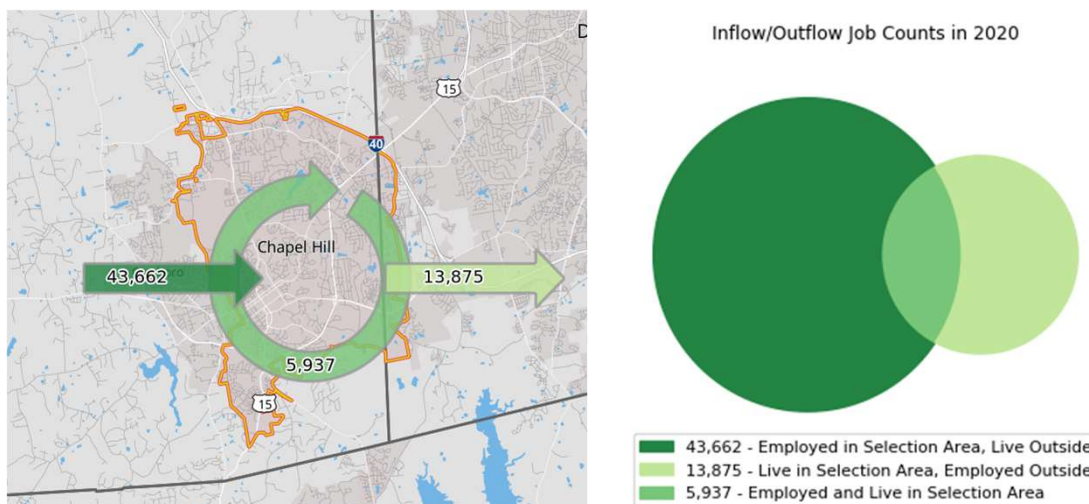 D
15
40
Chapel Hill
43,662
13,875
5,937
15
Inflow/Outflow Job Counts in 2020
43,662 - Employed in Selection Area, Live Outside
13,875 - Live in Selection Area, Employed Outside
5,937 - Employed and Live in Selection Area